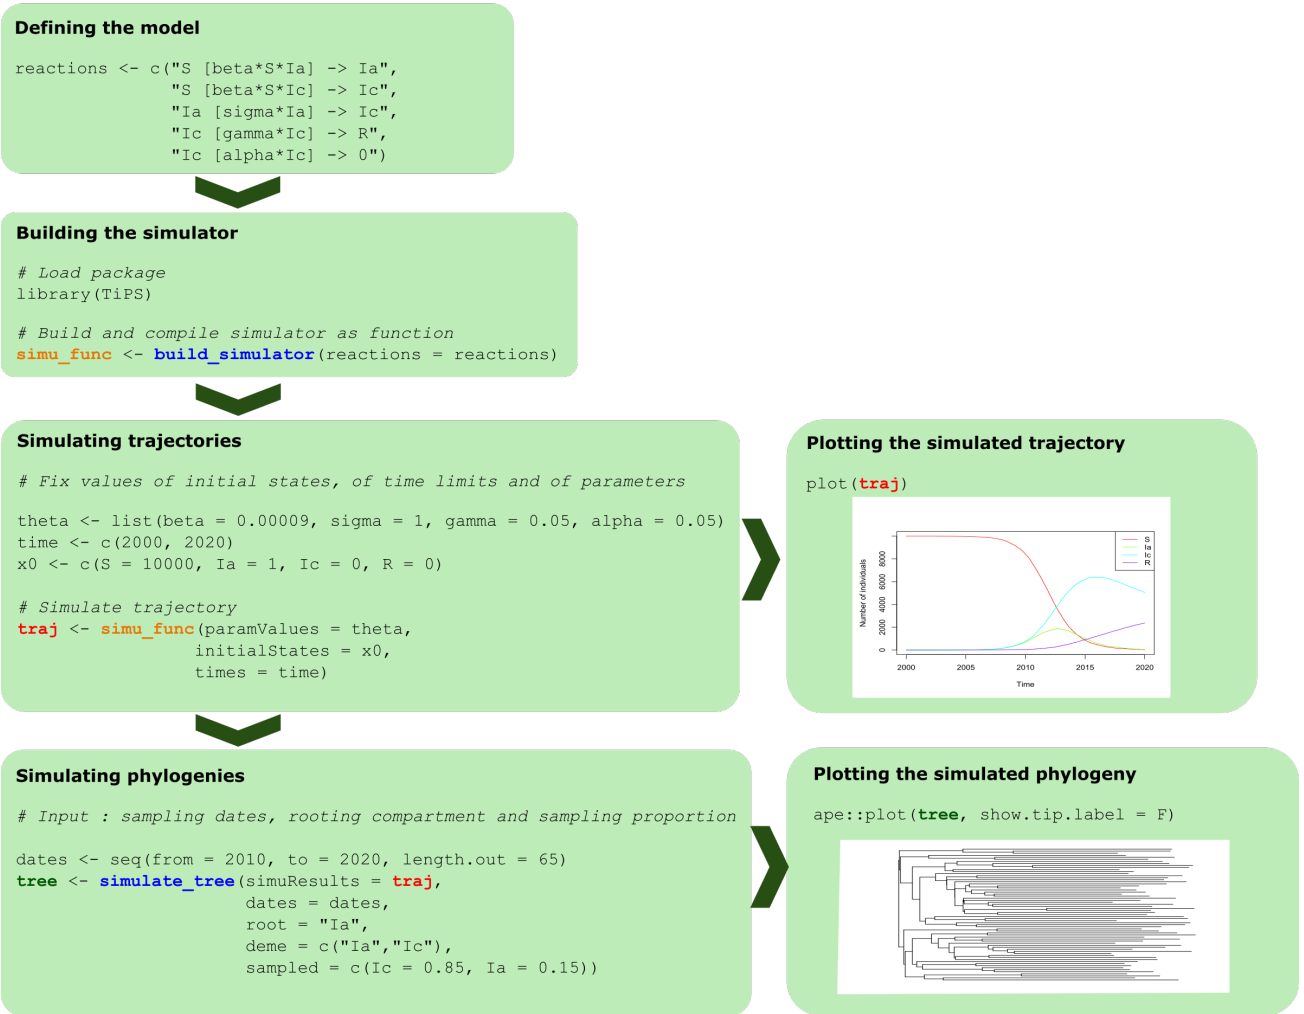 Defining the model
reactions <- c("S [beta*S*Ia] -> Ia",
"S [beta*S*Ic] -> Ic",
"Ia [sigma*Ia] -> Ic",
"Ic [gamma*Ic] -> R",
"Ic [alpha*Ic] -> 0")
Building the simulator
# Load package
library(TiPS)
# Build and compile simulator as function
simu_func <- build_simulator(reactions = reactions)
Simulating trajectories
# Fix values of initial states, of time limits and of parameters
theta <- list(beta = 0.00009, sigma = 1, gamma = 0.05, alpha = 0.05)
time <- c(2000, 2020)
x0 <- c(S = 10000, Ia = 1, Ic = 0, R = 0)
# Simulate trajectory
traj <- simu_func(paramValues = theta,
initialStates = x0,
times = time)
Plotting the simulated trajectory
plot(traj)
S
Ia
Ic
R
Number of individuals
8000
6000
4000
2000
0
2000 2005 2010 2015 2020
Time
Simulating phylogenies
# Input : sampling dates, rooting compartment and sampling proportion
dates <- seq(from = 2010, to = 2020, length.out = 65)
tree <- simulate_tree(simuResults = traj,
dates = dates,
root = "Ia",
deme = c("Ia","Ic"),
sampled = c(Ic = 0.85, Ia = 0.15))
Plotting the simulated phylogeny
ape::plot(tree, show.tip.label = F)